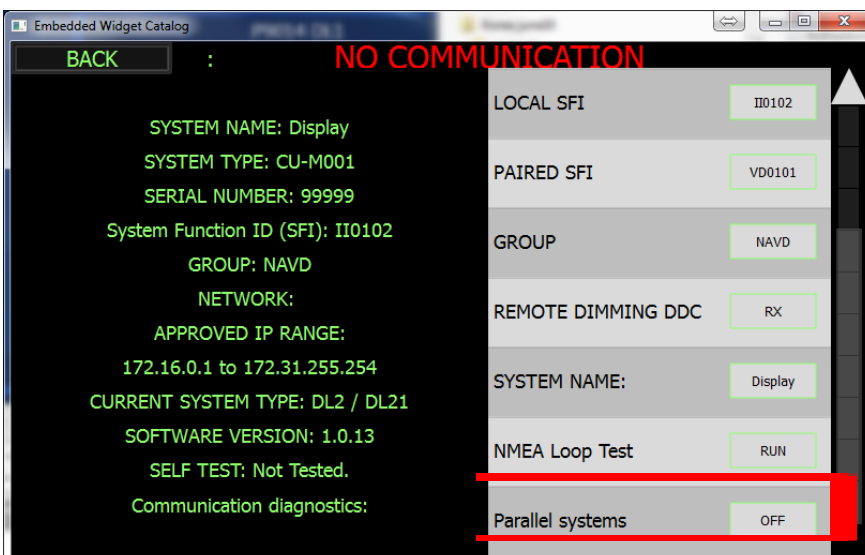 Embedded Widget Catalog
BACK
:
NO COMMUNICATION
SYSTEM NAME: Display
SYSTEM TYPE: CU-M001
SERIAL NUMBER: 99999
System Function ID (SFI): II0102
GROUP: NAVD
NETWORK:
APPROVED IP RANGE:
172.16.0.1 to 172.31.255.254
CURRENT SYSTEM TYPE: DL2 / DL21
SOFTWARE VERSION: 1.0.13
SELF TEST: Not Tested.
Communication diagnostics:
LOCAL SFI II0102
PAIRED SFI VD0101
GROUP NAVD
REMOTE DIMMING DDC RX
SYSTEM NAME: Display
NMEA Loop Test RUN
Parallel systems OFF